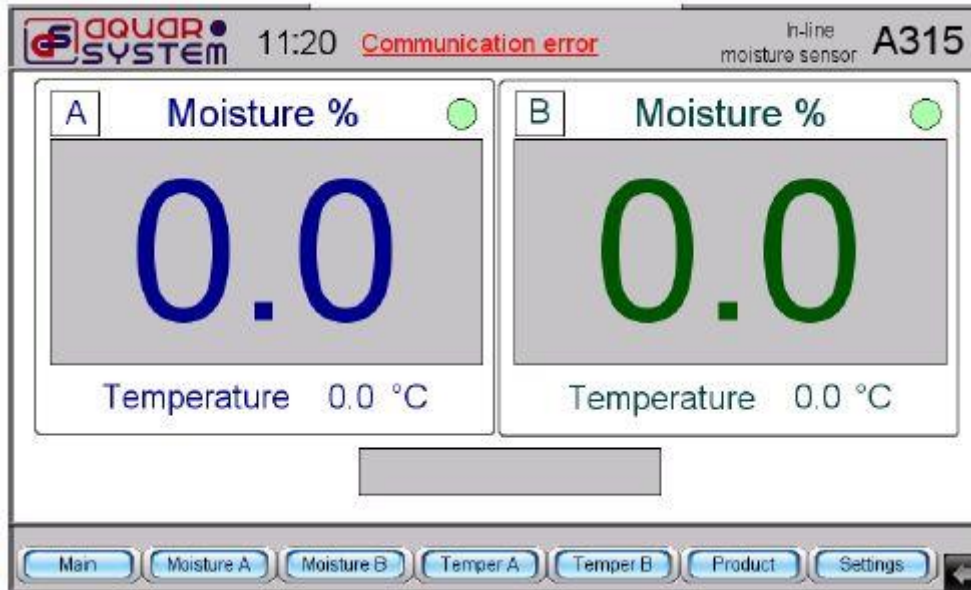 aquar
system
11:20 Communication error
In-line
moisture sensor
A315
A Moisture %
0.0
Temperature 0.0 °C
B Moisture %
0.0
Temperature 0.0 °C
Main Moisture A Moisture B Temper A Temper B Product Settings